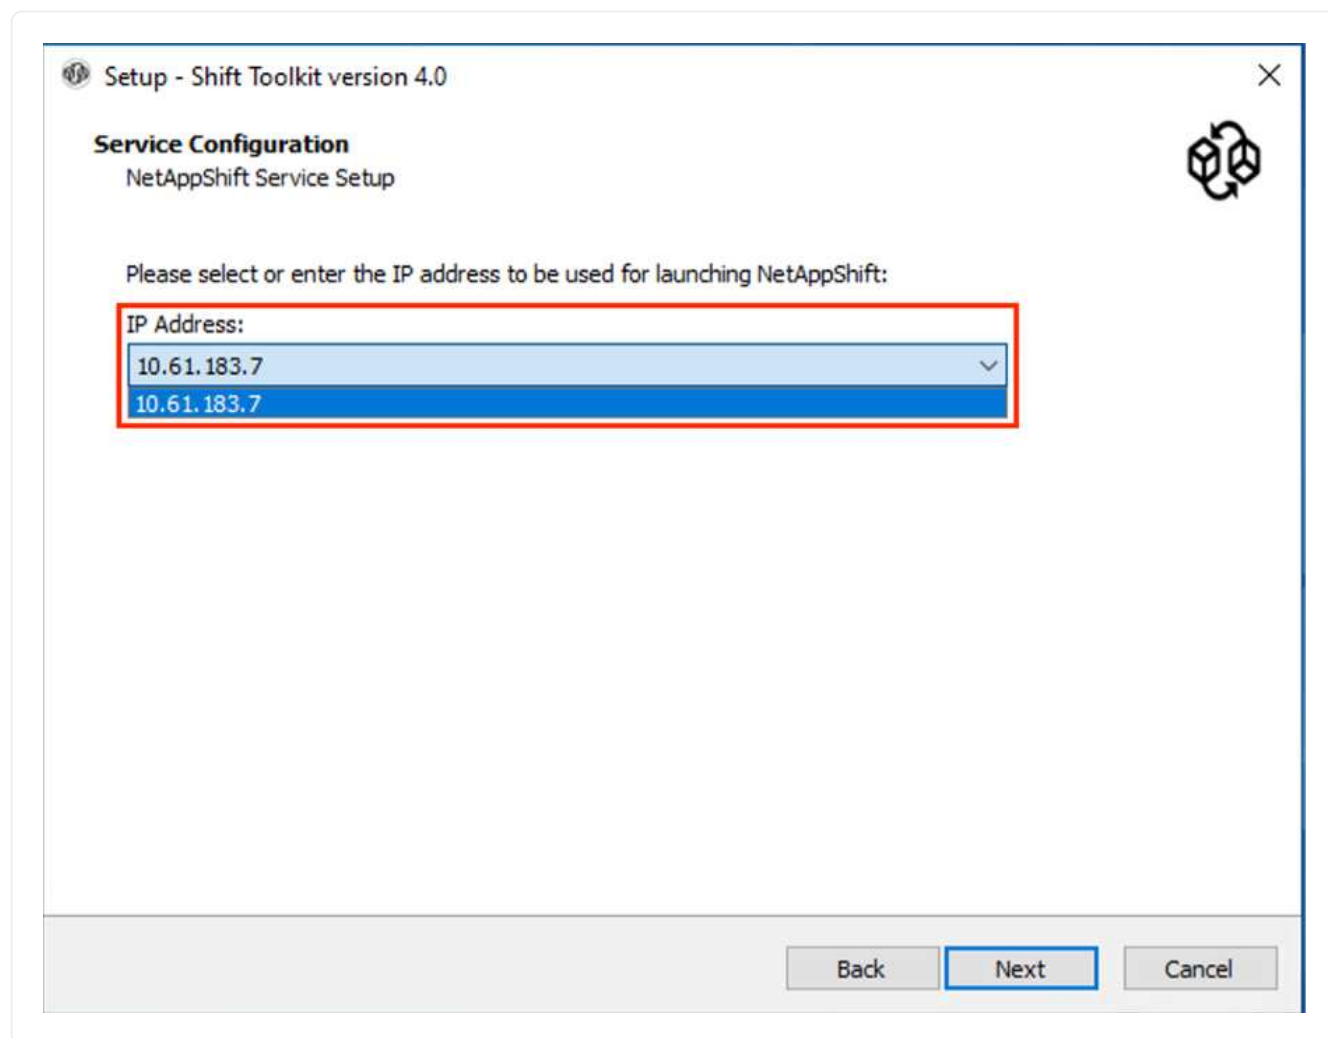 Setup - Shift Toolkit version 4.0
Service Configuration
NetAppShift Service Setup
Please select or enter the IP address to be used for launching NetAppShift:
IP Address:
10.61.183.7
10.61.183.7
Back Next Cancel